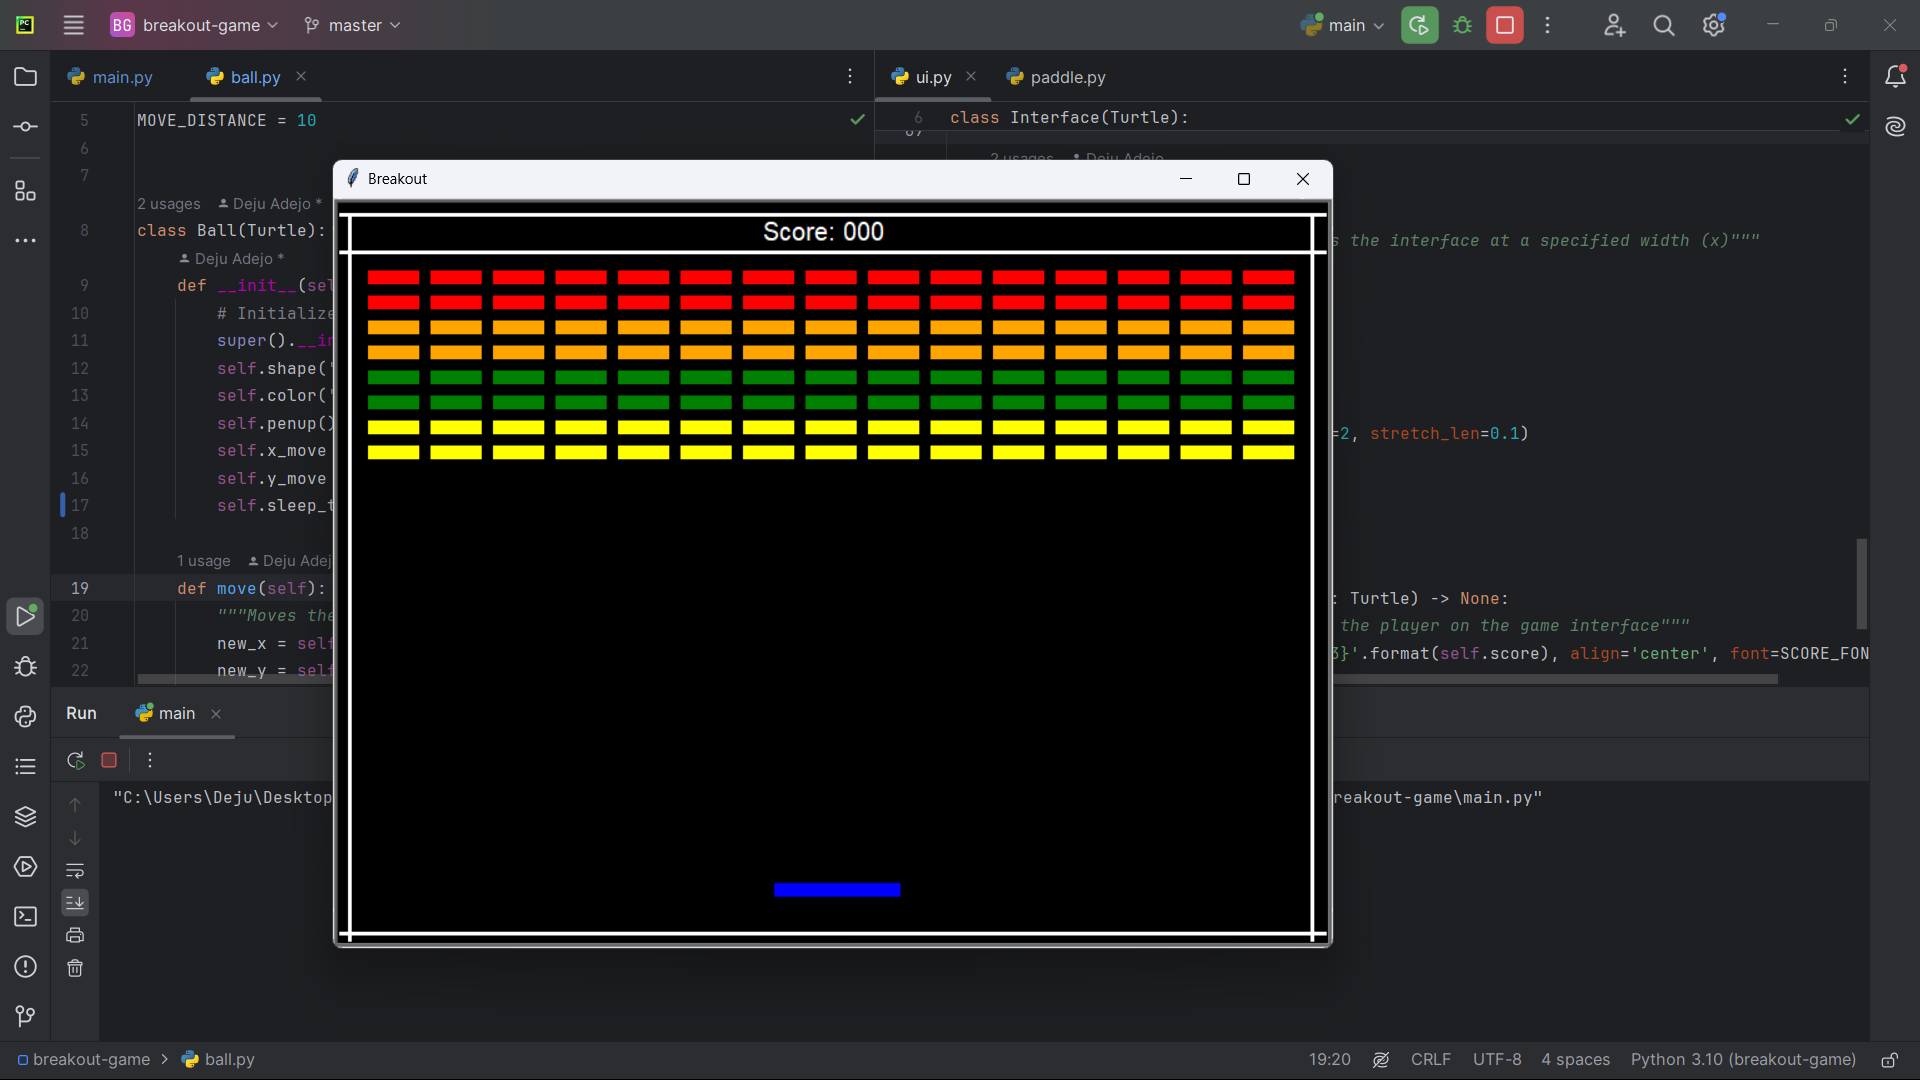 PC
BG breakout-game
master
main
main.py
ball.py
ui.py
paddle.py
5 MOVE_DISTANCE = 10
6
7
2 usages Deju Adejo *
8 class Ball(Turtle):
Deju Adejo *
9 def __init__(sel
10 # Initialize
11 super().__in
12 self.shape('
13 self.color('
14 self.penup()
15 self.x_move
16 self.y_move
17 self.sleep_t
18
1 usage Deju Adej
19 def move(self):
20 """Moves the
21 new_x = self
22 new_y = self
6 class Interface(Turtle):
67
2 usages Deju Adejo
s the interface at a specified width (x)"""
=2, stretch_len=0.1)
: Turtle) -> None:
the player on the game interface"""
3}'.format(self.score), align='center', font=SCORE_FON
Breakout
Score: 000
Run
main
"C:\Users\Deju\Desktop
reakout-game\main.py"
breakout-game > ball.py
19:20 CRLF UTF-8 4 spaces Python 3.10 (breakout-game)